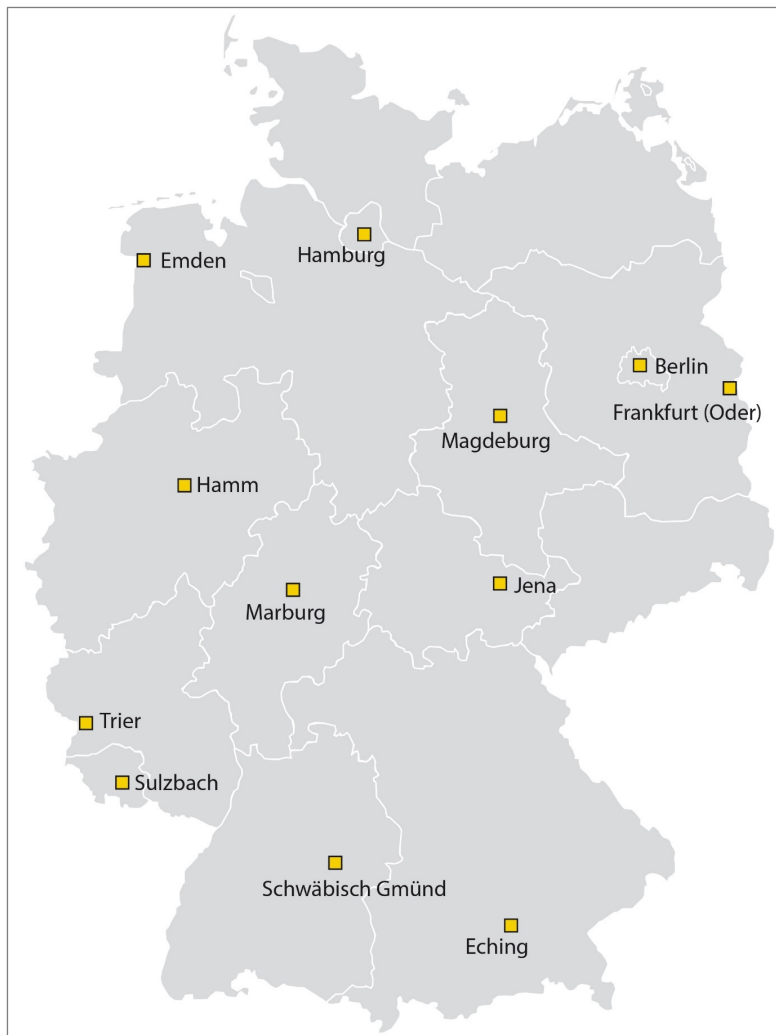 Hamburg
Emden
Berlin
Frankfurt (Oder)
Magdeburg
Hamm
Jena
Marburg
Trier
Sulzbach
Schwäbisch Gmünd
Eching